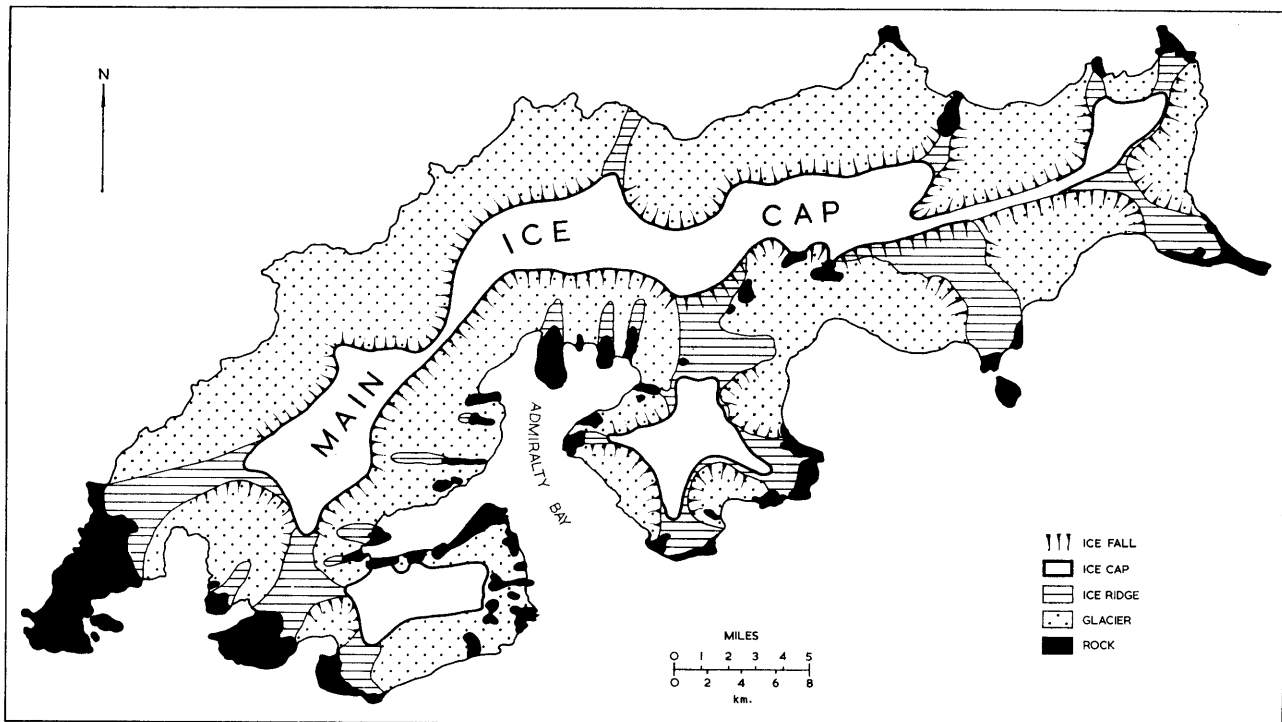 N
MAIN
ICE
CAP
ADMIRALTY
BAY
ICE FALL
ICE CAP
ICE RIDGE
GLACIER
ROCK
MILES
0 1 2 3 4 5
0 2 4 6 8
km.